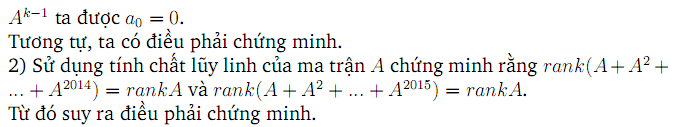 A^{k-1} ta được a_0 = 0.
Tương tự, ta có điều phải chứng minh.
2) Sử dụng tính chất lũy linh của ma trận A chứng minh rằng rank(A + A^2 +
... + A^{2014}) = rankA và rank(A + A^2 + ... + A^{2015}) = rankA.
Từ đó suy ra điều phải chứng minh.